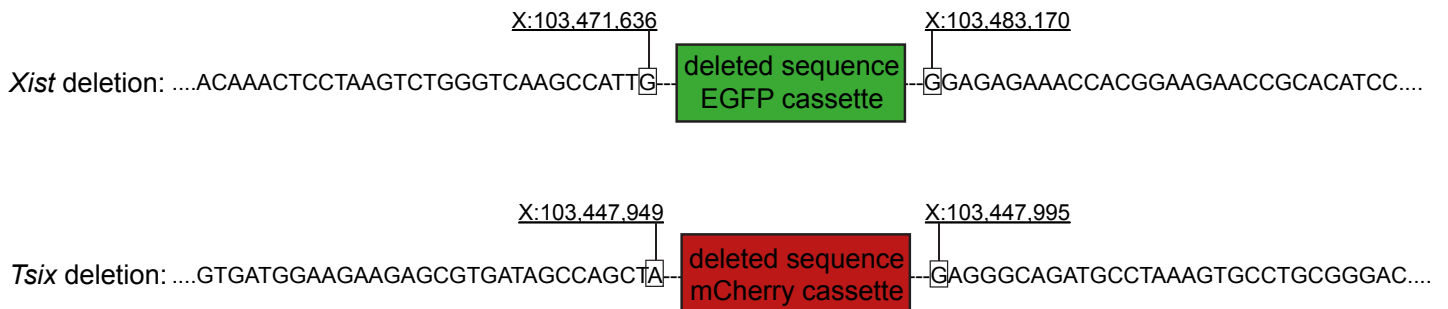 X:103,471,636 X:103,483,170
Xist deletion: ....ACAAACTCCTAAGTCTGGGTCAAGCCATTG--- deleted sequence ---GGAGAGAAACCACGGAAGAACCGCACATCC....
EGFP cassette
X:103,447,949 X:103,447,995
Tsix deletion: ....GTGATGGAAGAAGAGCGTGATAGCCAGCTA--- deleted sequence ---GAGGGCAGATGCCTAAAGTGCCTGCGGGAC....
mCherry cassette